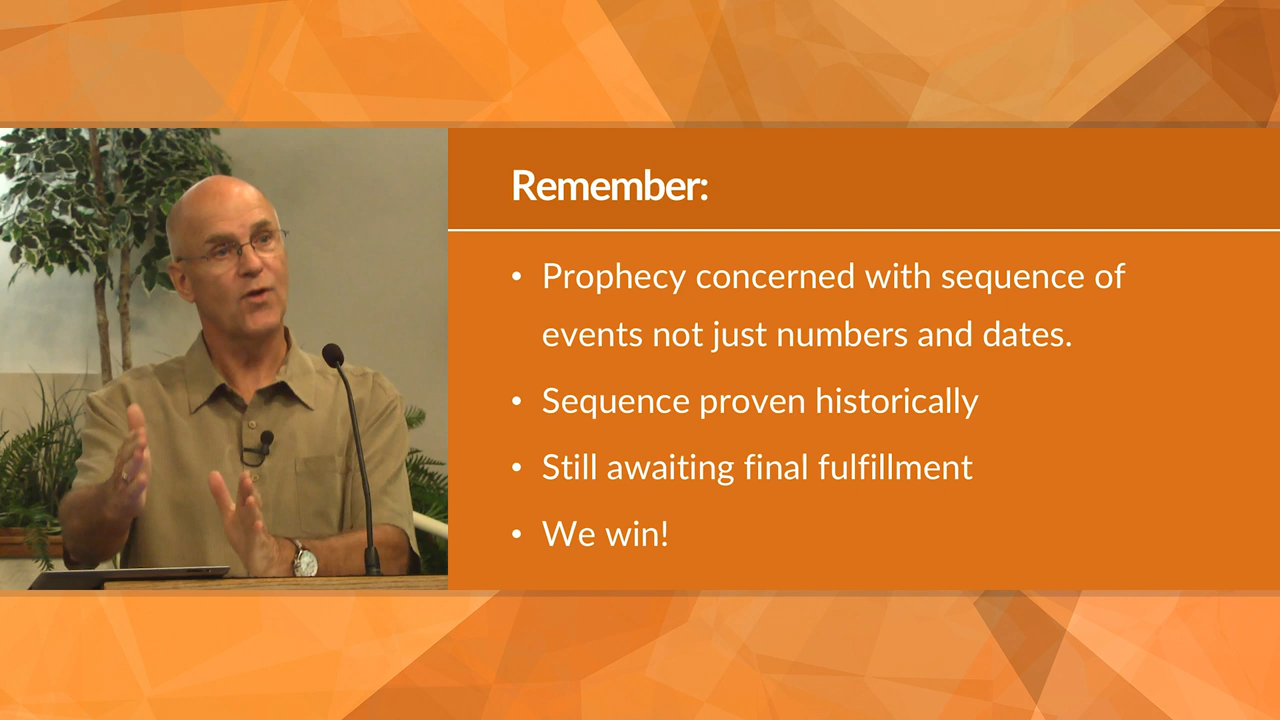 Remember:
• Prophecy concerned with sequence of
events not just numbers and dates.
• Sequence proven historically
• Still awaiting final fulfillment
• We win!